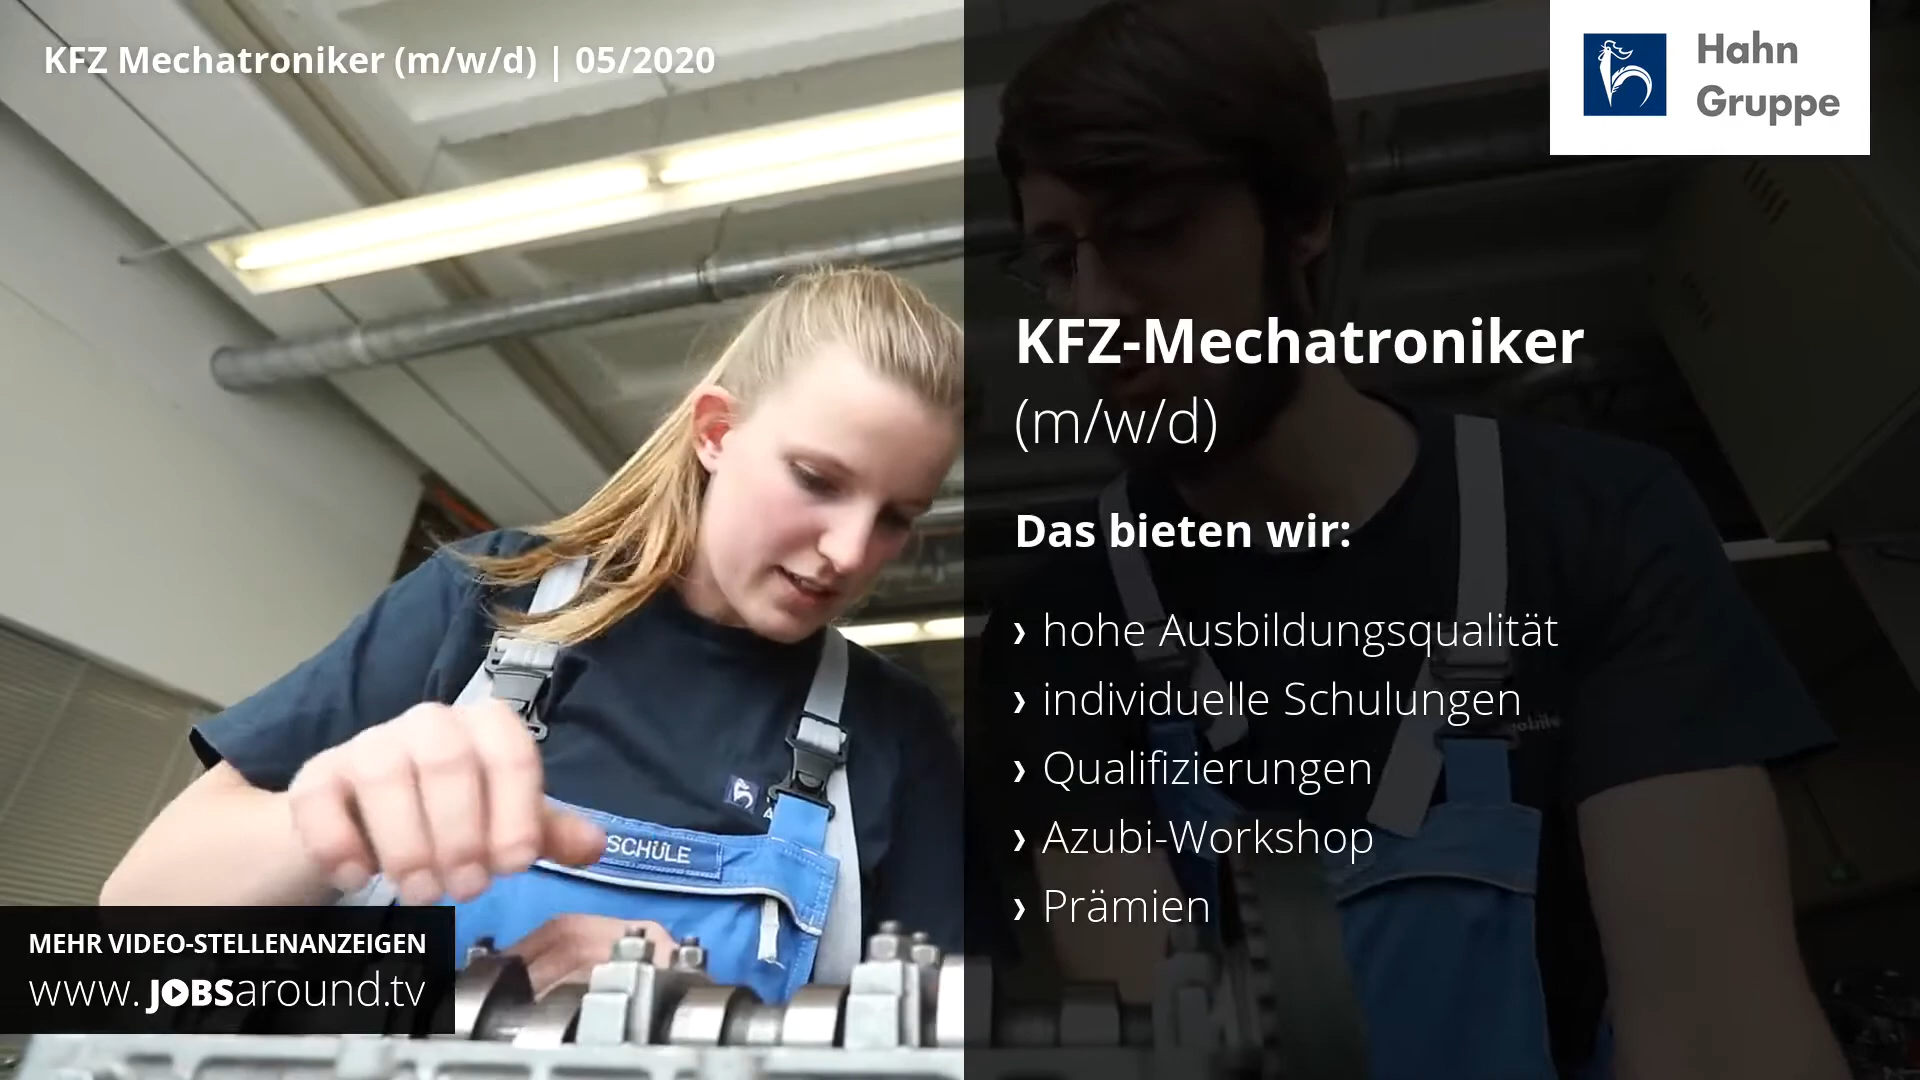 KFZ Mechatroniker (m/w/d) | 05/2020
Hahn
Gruppe
KFZ-Mechatroniker
(m/w/d)
Das bieten wir:
› hohe Ausbildungsqualität
› individuelle Schulungen
› Qualifizierungen
› Azubi-Workshop
› Prämien
SCHÜLE
MEHR VIDEO-STELLENANZEIGEN
www.JOBSaround.tv